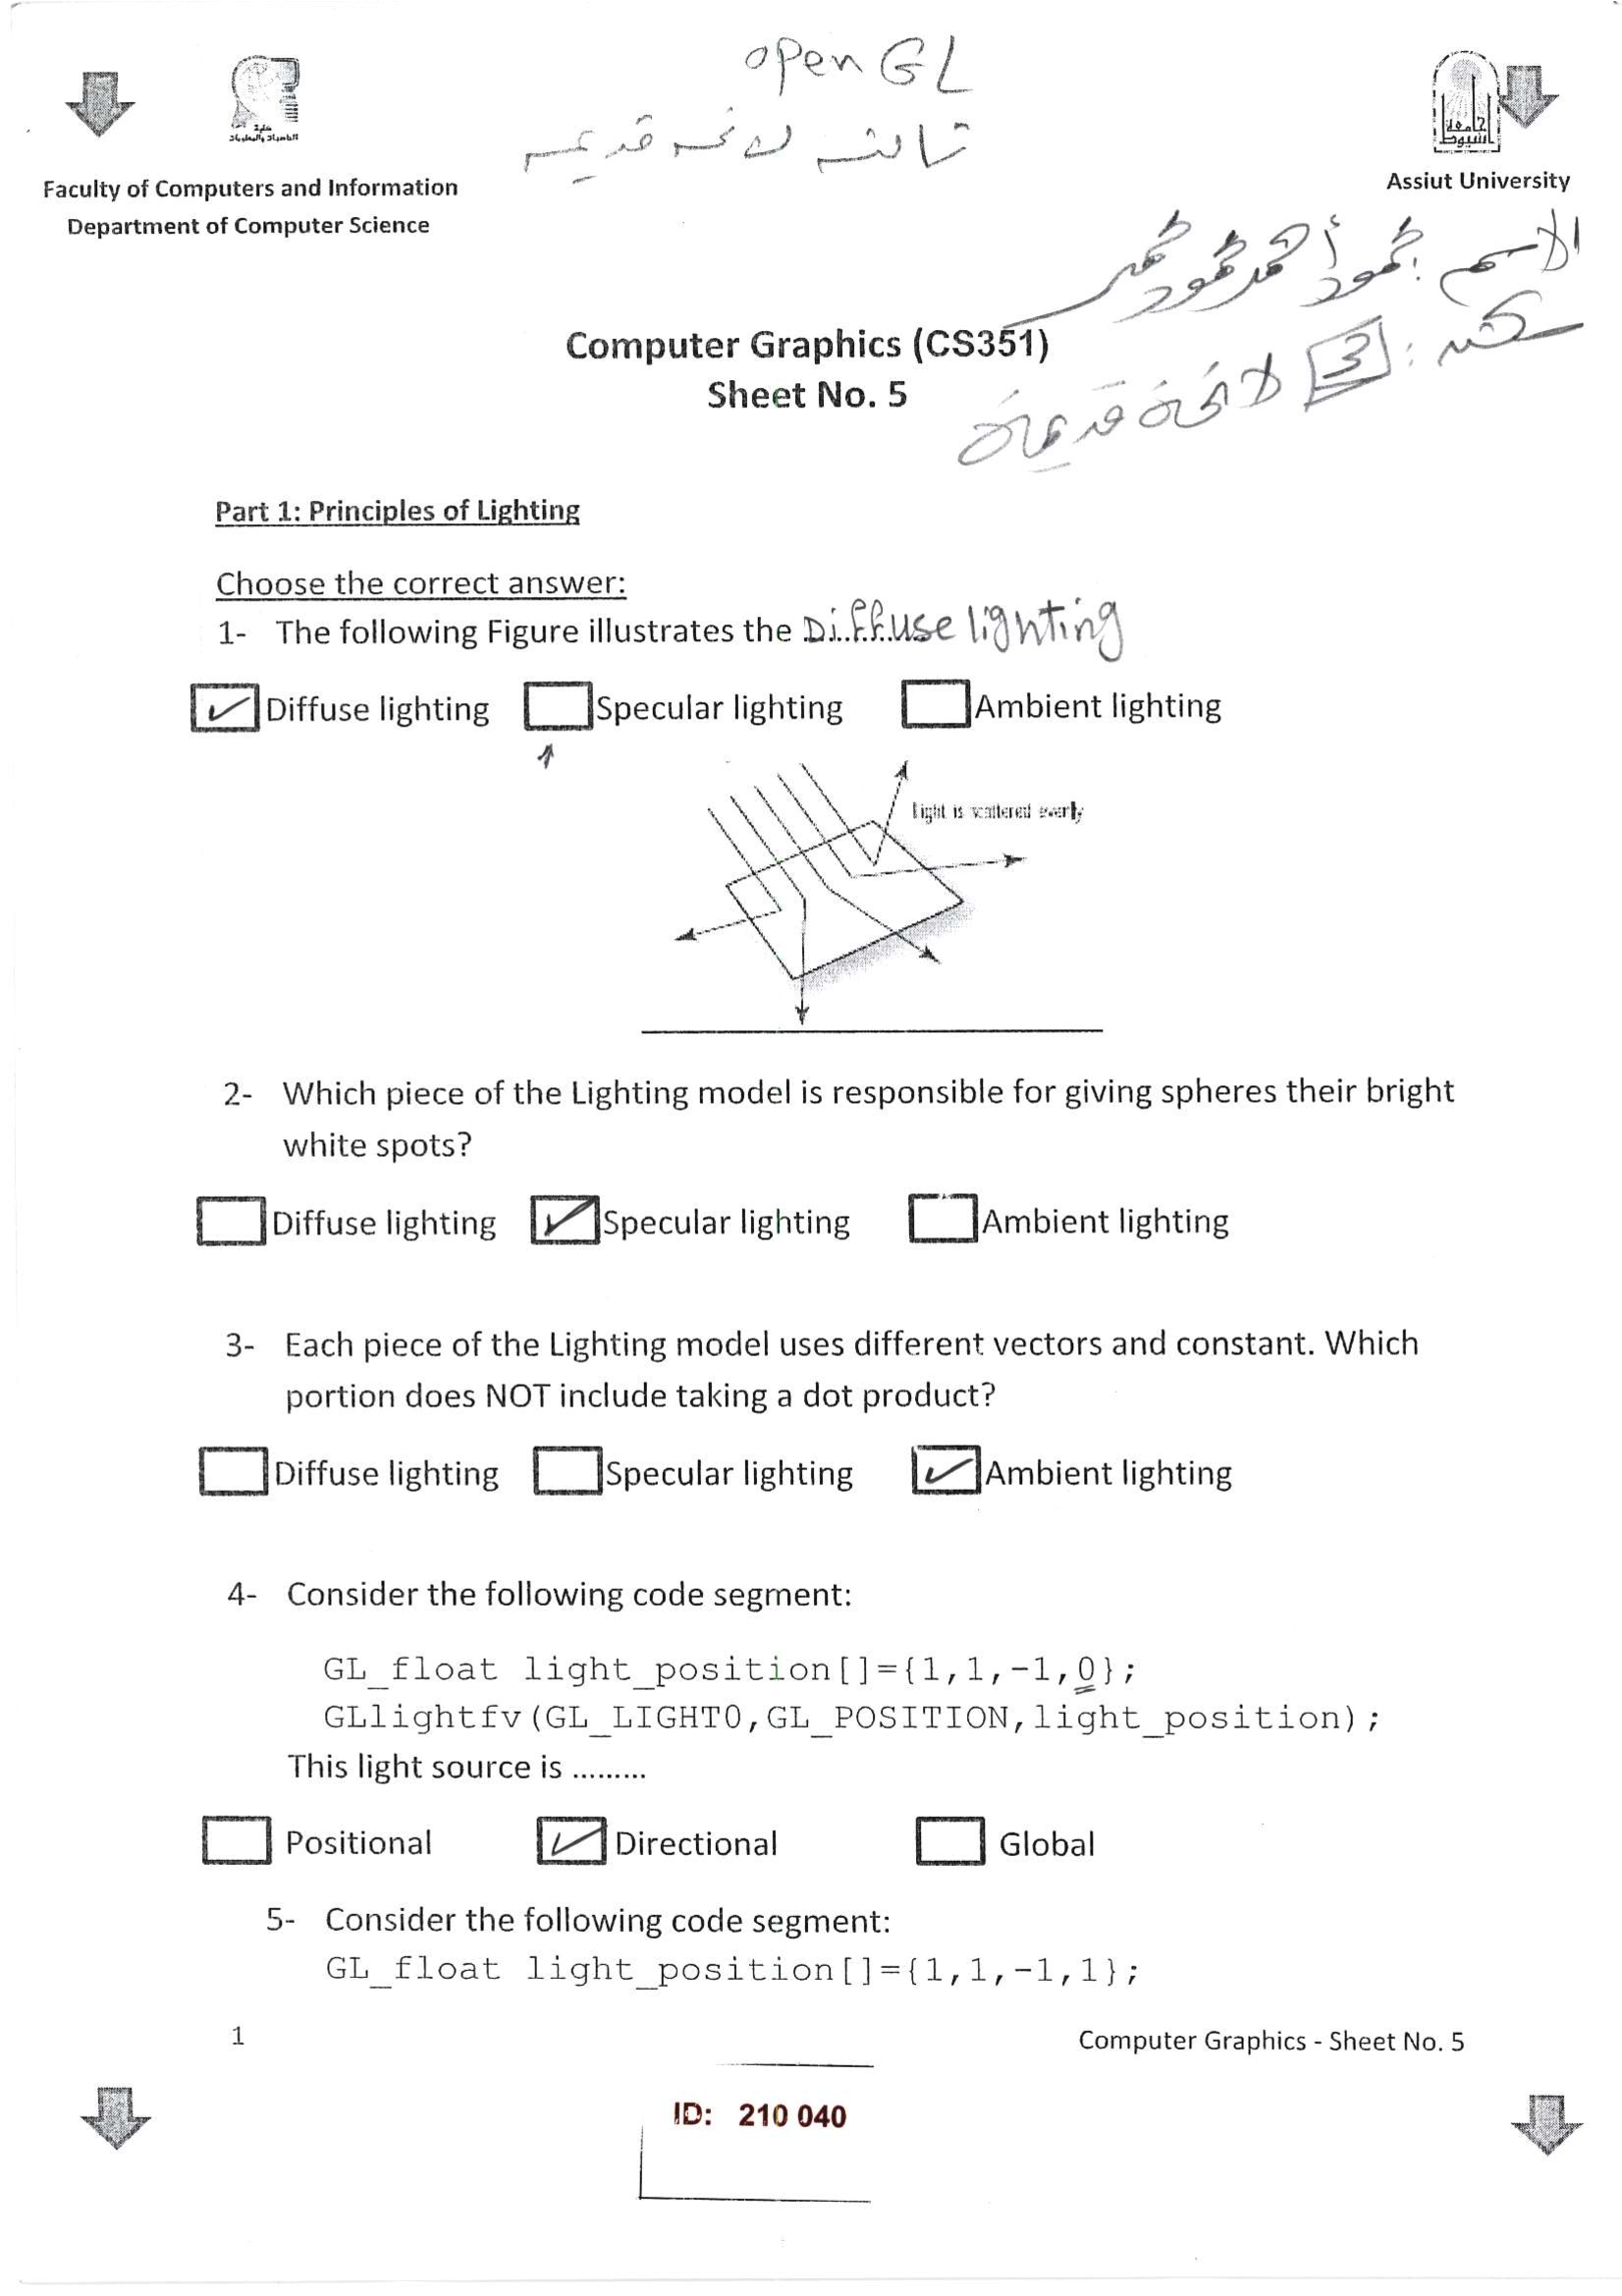 open GL
ثالثه لائحه قديمه
كلية
الحاسبات والمعلومات
جامعة
أسيوط
Faculty of Computers and Information
Department of Computer Science
Assiut University
الاسم: محمود أحمد محمود
سكشن: 3 لائحة قديمة
Computer Graphics (CS351)
Sheet No. 5
Part 1: Principles of Lighting
Choose the correct answer:
1- The following Figure illustrates the Diffuse lighting
Diffuse lighting Specular lighting Ambient lighting
Light is scattered evenly
2- Which piece of the Lighting model is responsible for giving spheres their bright
white spots?
Diffuse lighting Specular lighting Ambient lighting
3- Each piece of the Lighting model uses different vectors and constant. Which
portion does NOT include taking a dot product?
Diffuse lighting Specular lighting Ambient lighting
4- Consider the following code segment:
GL_float light_position[]={1,1,-1,0};
GLlightfv(GL_LIGHT0,GL_POSITION,light_position);
This light source is .........
Positional Directional Global
5- Consider the following code segment:
GL_float light_position[]={1,1,-1,1};
1
Computer Graphics - Sheet No. 5
ID: 210 040